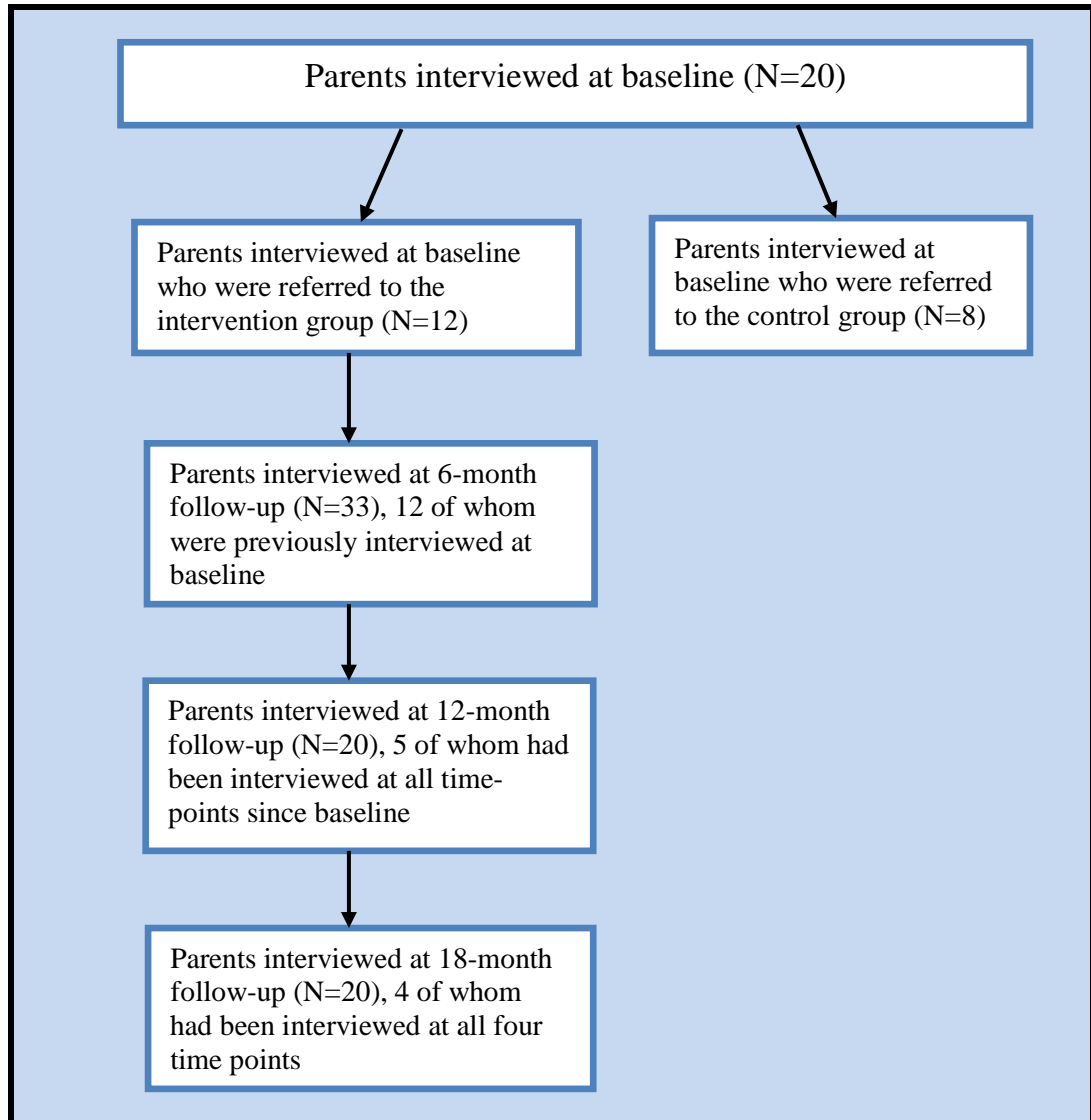 Parents interviewed at baseline (N=20)
Parents interviewed at baseline
who were referred to the
intervention group (N=12)
Parents interviewed at
baseline who were referred
to the control group (N=8)
Parents interviewed at 6-month
follow-up (N=33), 12 of whom
were previously interviewed at
baseline
Parents interviewed at 12-month
follow-up (N=20), 5 of whom had
been interviewed at all time-
points since baseline
Parents interviewed at 18-month
follow-up (N=20), 4 of whom
had been interviewed at all four
time points